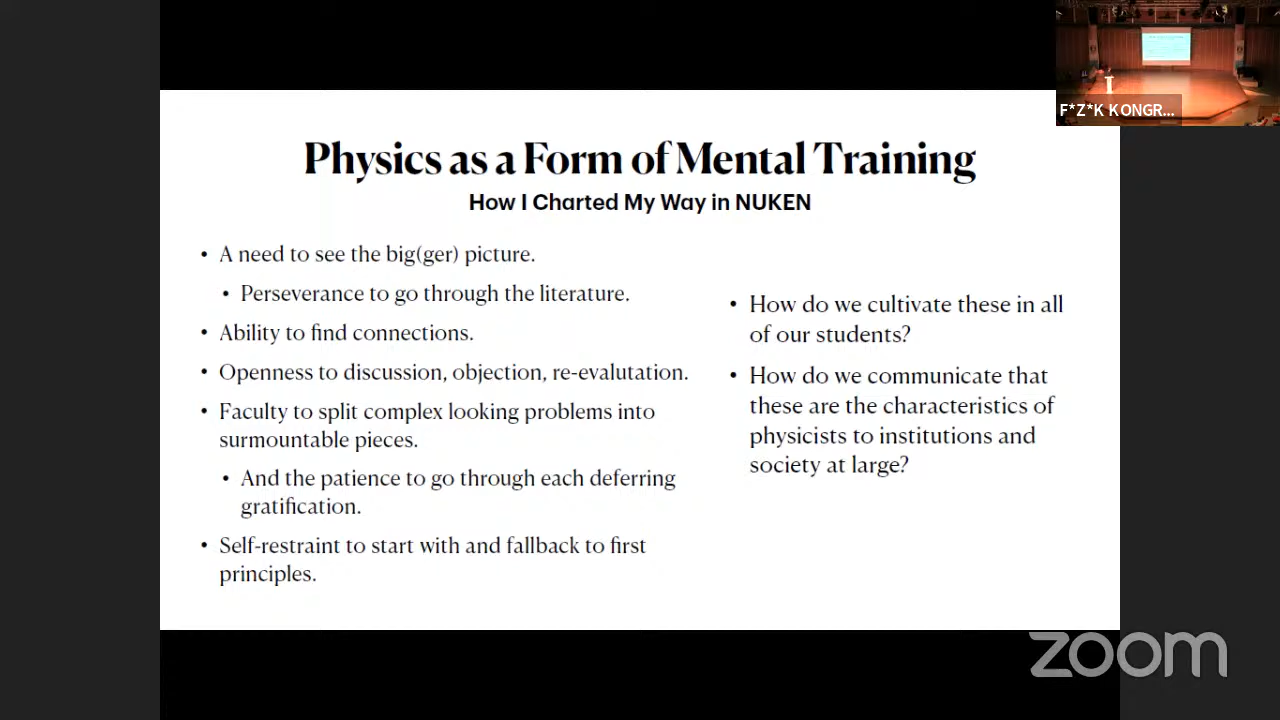 F*Z*K KONGR...
Physics as a Form of Mental Training
How I Charted My Way in NUKEN
• A need to see the big(ger) picture.
• Perseverance to go through the literature.
• Ability to find connections.
• Openness to discussion, objection, re-evalutation.
• Faculty to split complex looking problems into
surmountable pieces.
• And the patience to go through each deferring
gratification.
• Self-restraint to start with and fallback to first
principles.
• How do we cultivate these in all
of our students?
• How do we communicate that
these are the characteristics of
physicists to institutions and
society at large?
zoom